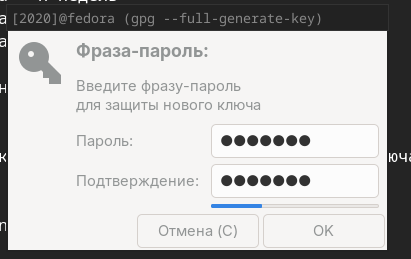 [2020]@fedora (gpg --full-generate-key)
Фраза-пароль:
Введите фразу-пароль
для защиты нового ключа
Пароль: ●●●●●●●
Подтверждение: ●●●●●●●
Отмена (C) OK